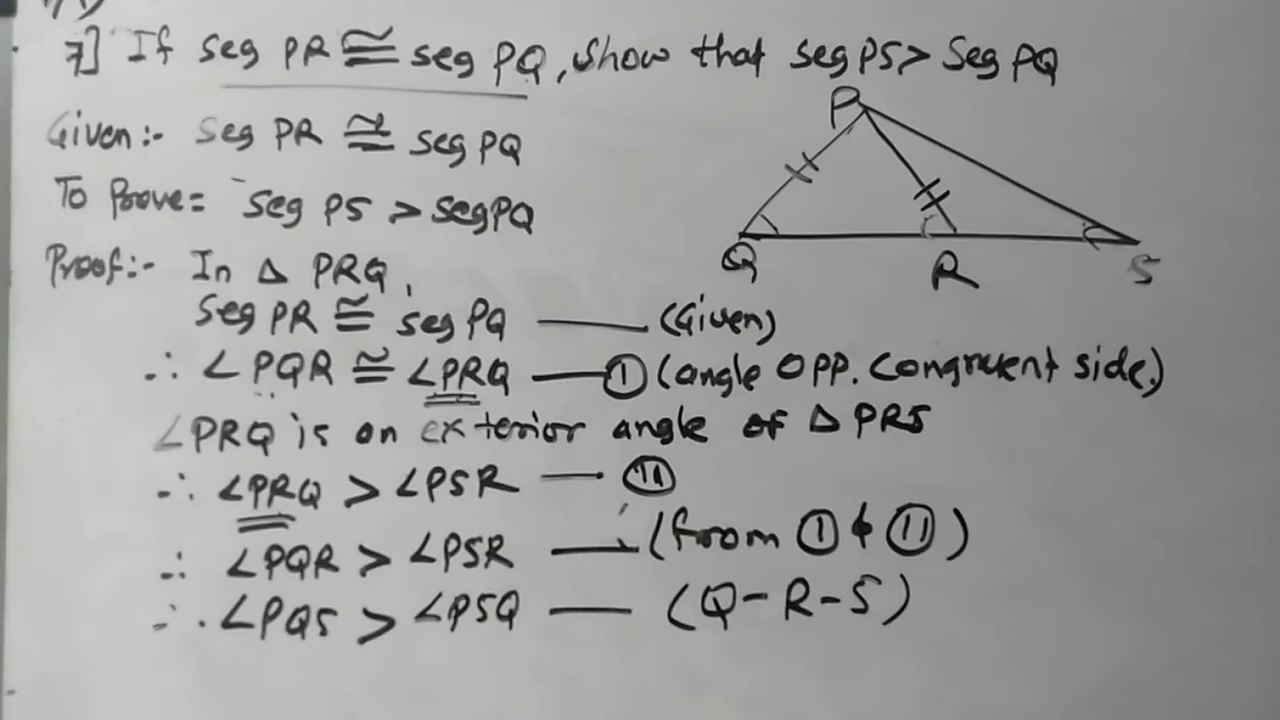 7] If seg PR ≅ seg PQ, show that seg PS > Seg PQ
Given:- seg PR ≅ seg PQ
To Prove= seg PS > seg PQ
Proof:- In Δ PRQ,
seg PR ≅ seg PQ — (Given)
∴ ∠PQR ≅ ∠PRQ — ① (angle opp. congruent side.)
∠PRQ is an exterior angle of Δ PRS
∴ ∠PRQ > ∠PSR — ⑪
∴ ∠PQR > ∠PSR — (from ① & ⑪)
∴ ∠PQS > ∠PSQ — (Q-R-S)
P
Q
R
S